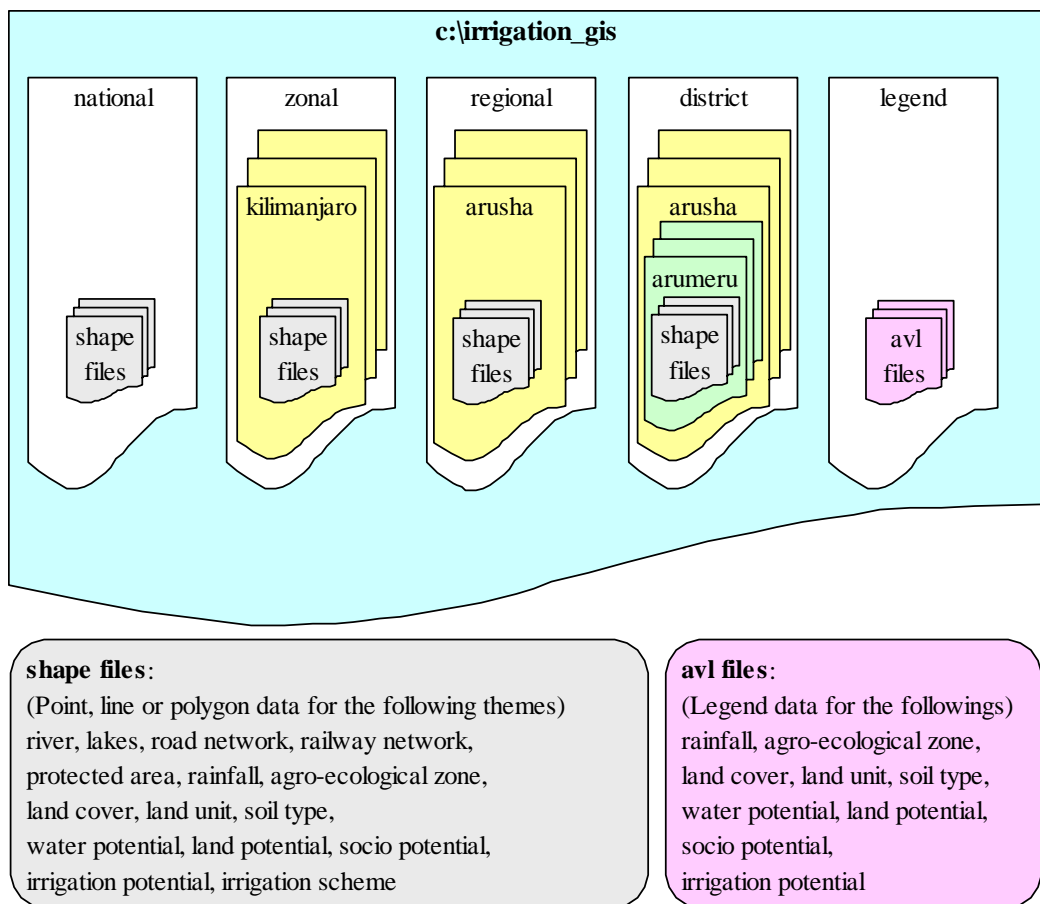 c:\irrigation_gis
national
zonal
regional
district
legend
kilimanjaro
arusha
arusha
arumeru
shape
files
shape
files
shape
files
shape
files
avl
files
shape files:
(Point, line or polygon data for the following themes)
river, lakes, road network, railway network,
protected area, rainfall, agro-ecological zone,
land cover, land unit, soil type,
water potential, land potential, socio potential,
irrigation potential, irrigation scheme
avl files:
(Legend data for the followings)
rainfall, agro-ecological zone,
land cover, land unit, soil type,
water potential, land potential,
socio potential,
irrigation potential